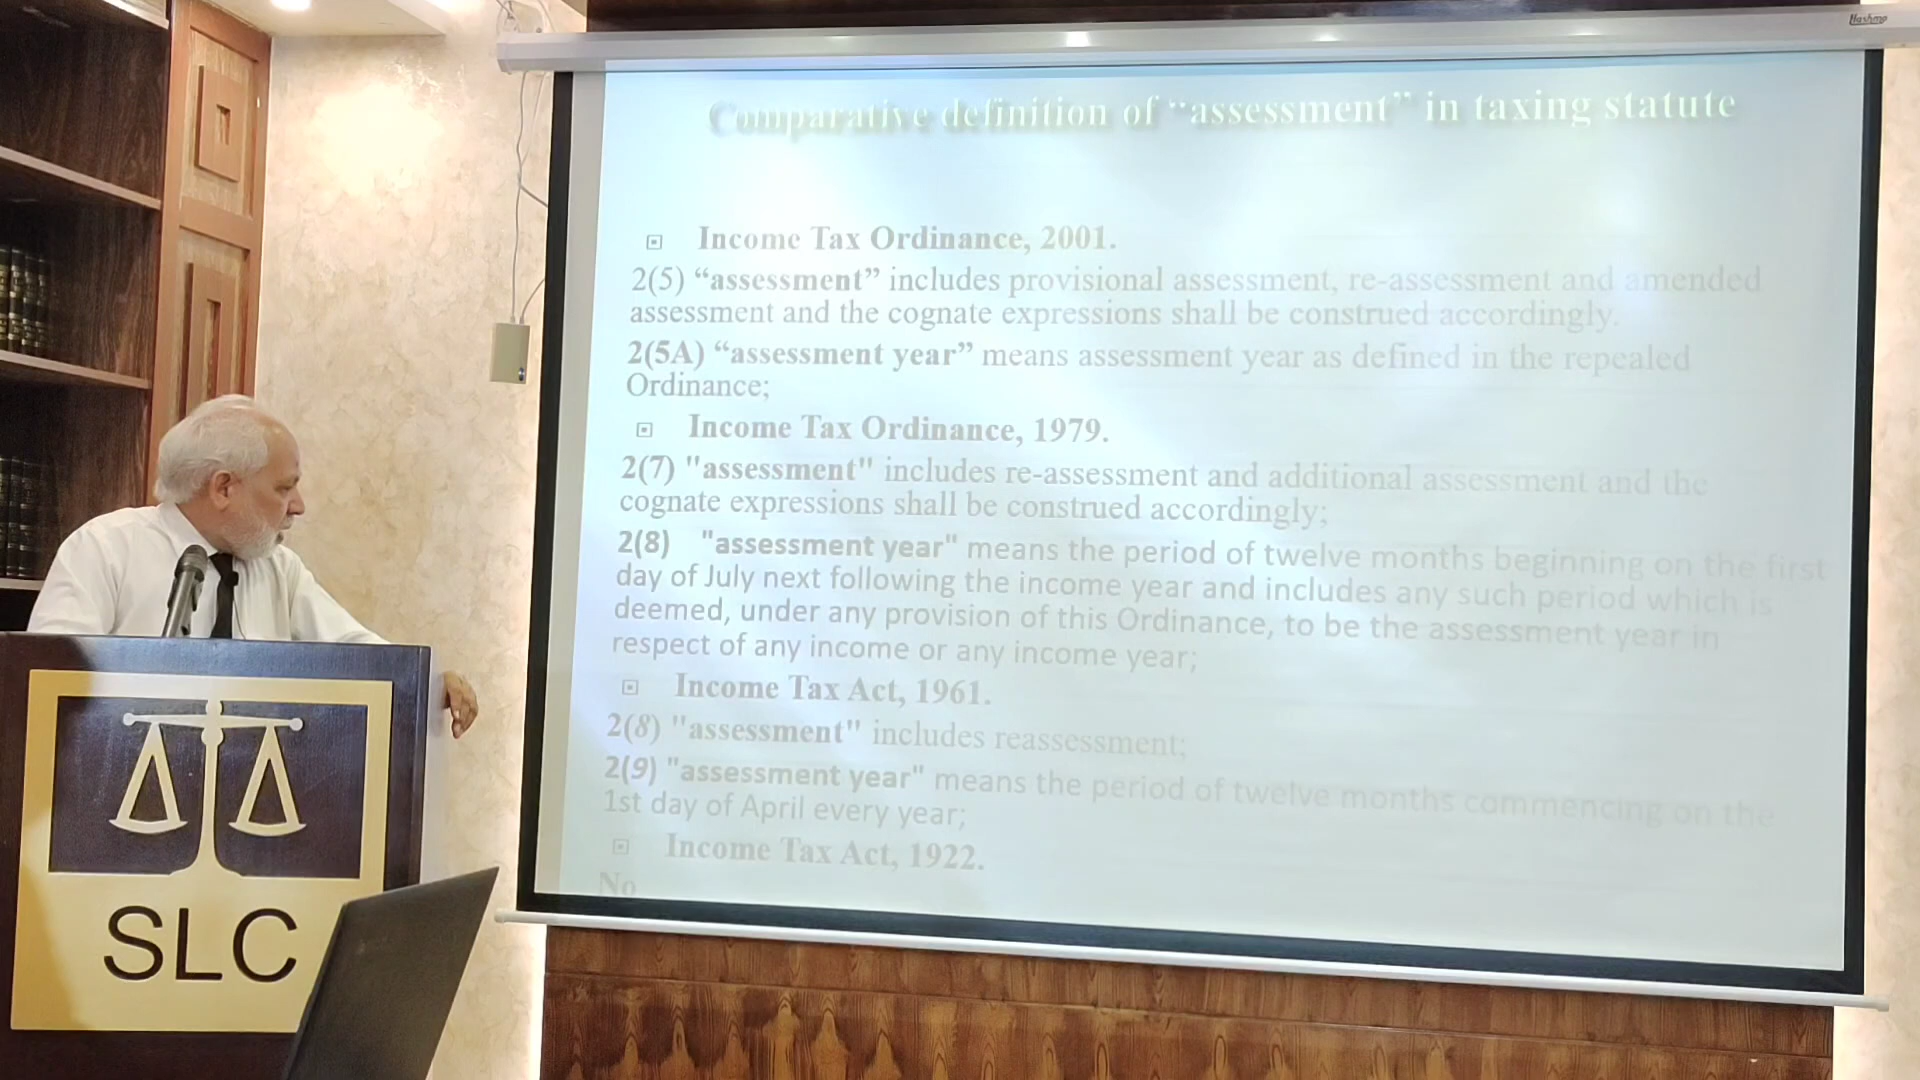 Hashmo
Comparative definition of “assessment” in taxing statute
Income Tax Ordinance, 2001.
2(5) “assessment” includes provisional assessment, re-assessment and amended
assessment and the cognate expressions shall be construed accordingly.
2(5A) “assessment year” means assessment year as defined in the repealed
Ordinance;
Income Tax Ordinance, 1979.
2(7) "assessment" includes re-assessment and additional assessment and the
cognate expressions shall be construed accordingly;
2(8) "assessment year" means the period of twelve months beginning on the first
day of July next following the income year and includes any such period which is
deemed, under any provision of this Ordinance, to be the assessment year in
respect of any income or any income year;
Income Tax Act, 1961.
2(8) "assessment" includes reassessment;
2(9) "assessment year" means the period of twelve months commencing on the
1st day of April every year;
Income Tax Act, 1922.
No
SLC